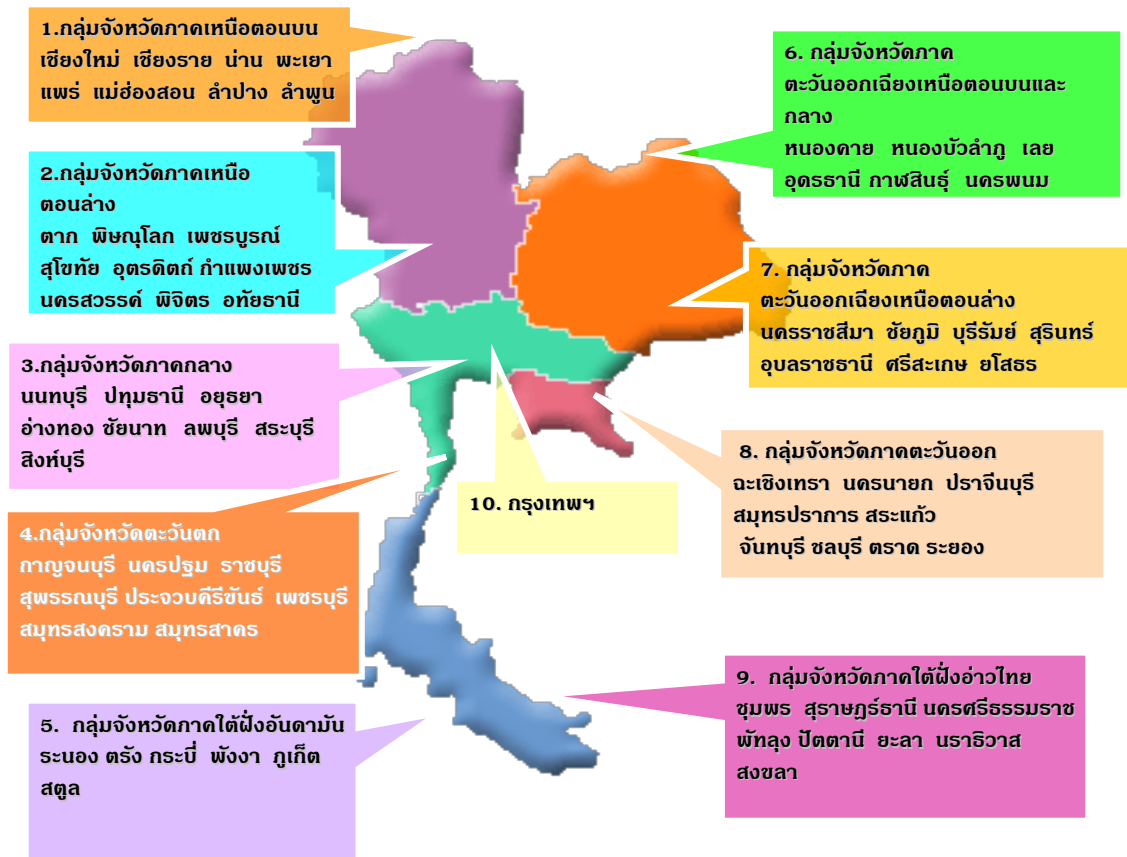 1.กลุ่มจังหวัดภาคเหนือตอนบน
เชียงใหม่ เชียงราย น่าน พะเยา
แพร่ แม่ฮ่องสอน ลำปาง ลำพูน
2.กลุ่มจังหวัดภาคเหนือ
ตอนล่าง
ตาก พิษณุโลก เพชรบูรณ์
สุโขทัย อุตรดิตถ์ กำแพงเพชร
นครสวรรค์ พิจิตร อทัยธานี
3.กลุ่มจังหวัดภาคกลาง
นนทบุรี ปทุมธานี อยุธยา
อ่างทอง ชัยนาท ลพบุรี สระบุรี
สิงห์บุรี
4.กลุ่มจังหวัดตะวันตก
กาญจนบุรี นครปฐม ราชบุรี
สุพรรณบุรี ประจวบคีรีขันธ์ เพชรบุรี
สมุทรสงคราม สมุทรสาคร
5. กลุ่มจังหวัดภาคใต้ฝั่งอันดามัน
ระนอง ตรัง กระบี่ พังงา ภูเก็ต
สตูล
6. กลุ่มจังหวัดภาค
ตะวันออกเฉียงเหนือตอนบนและ
กลาง
หนองคาย หนองบัวลำภู เลย
อุดรธานี กาฬสินธุ์ นครพนม
7. กลุ่มจังหวัดภาค
ตะวันออกเฉียงเหนือตอนล่าง
นครราชสีมา ชัยภูมิ บุรีรัมย์ สุรินทร์
อุบลราชธานี ศรีสะเกษ ยโสธร
8. กลุ่มจังหวัดภาคตะวันออก
ฉะเชิงเทรา นครนายก ปราจีนบุรี
สมุทรปราการ สระแก้ว
จันทบุรี ชลบุรี ตราด ระยอง
9. กลุ่มจังหวัดภาคใต้ฝั่งอ่าวไทย
ชุมพร สุราษฎร์ธานี นครศรีธรรมราช
พัทลุง ปัตตานี ยะลา นราธิวาส
สงขลา
10. กรุงเทพฯ